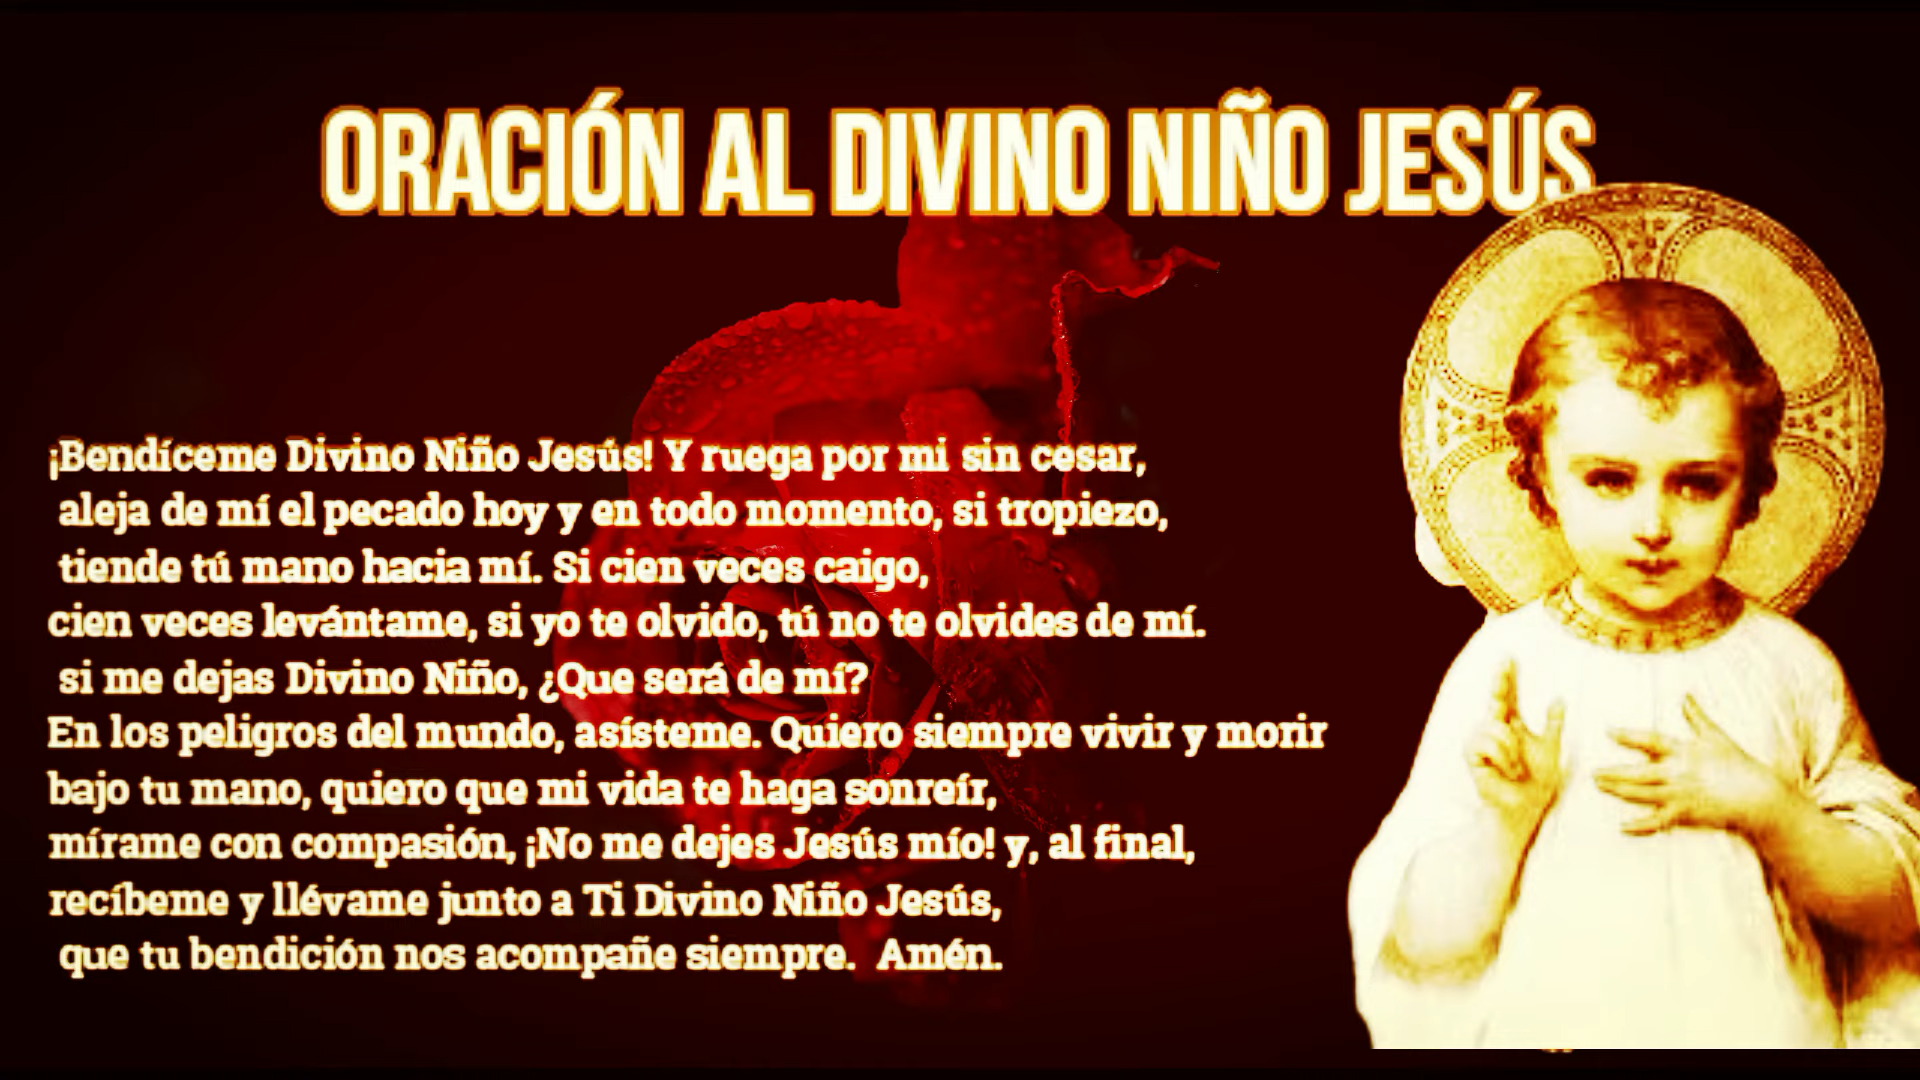 ORACIÓN AL DIVINO NIÑO JESÚS
¡Bendíceme Divino Niño Jesús! Y ruega por mi sin cesar,
aleja de mí el pecado hoy y en todo momento, si tropiezo,
tiende tú mano hacia mí. Si cien veces caigo,
cien veces levántame, si yo te olvido, tú no te olvides de mí.
si me dejas Divino Niño, ¿Que será de mí?
En los peligros del mundo, asísteme. Quiero siempre vivir y morir
bajo tu mano, quiero que mi vida te haga sonreír,
mírame con compasión, ¡No me dejes Jesús mío! y, al final,
recíbeme y llévame junto a Ti Divino Niño Jesús,
que tu bendición nos acompañe siempre. Amén.